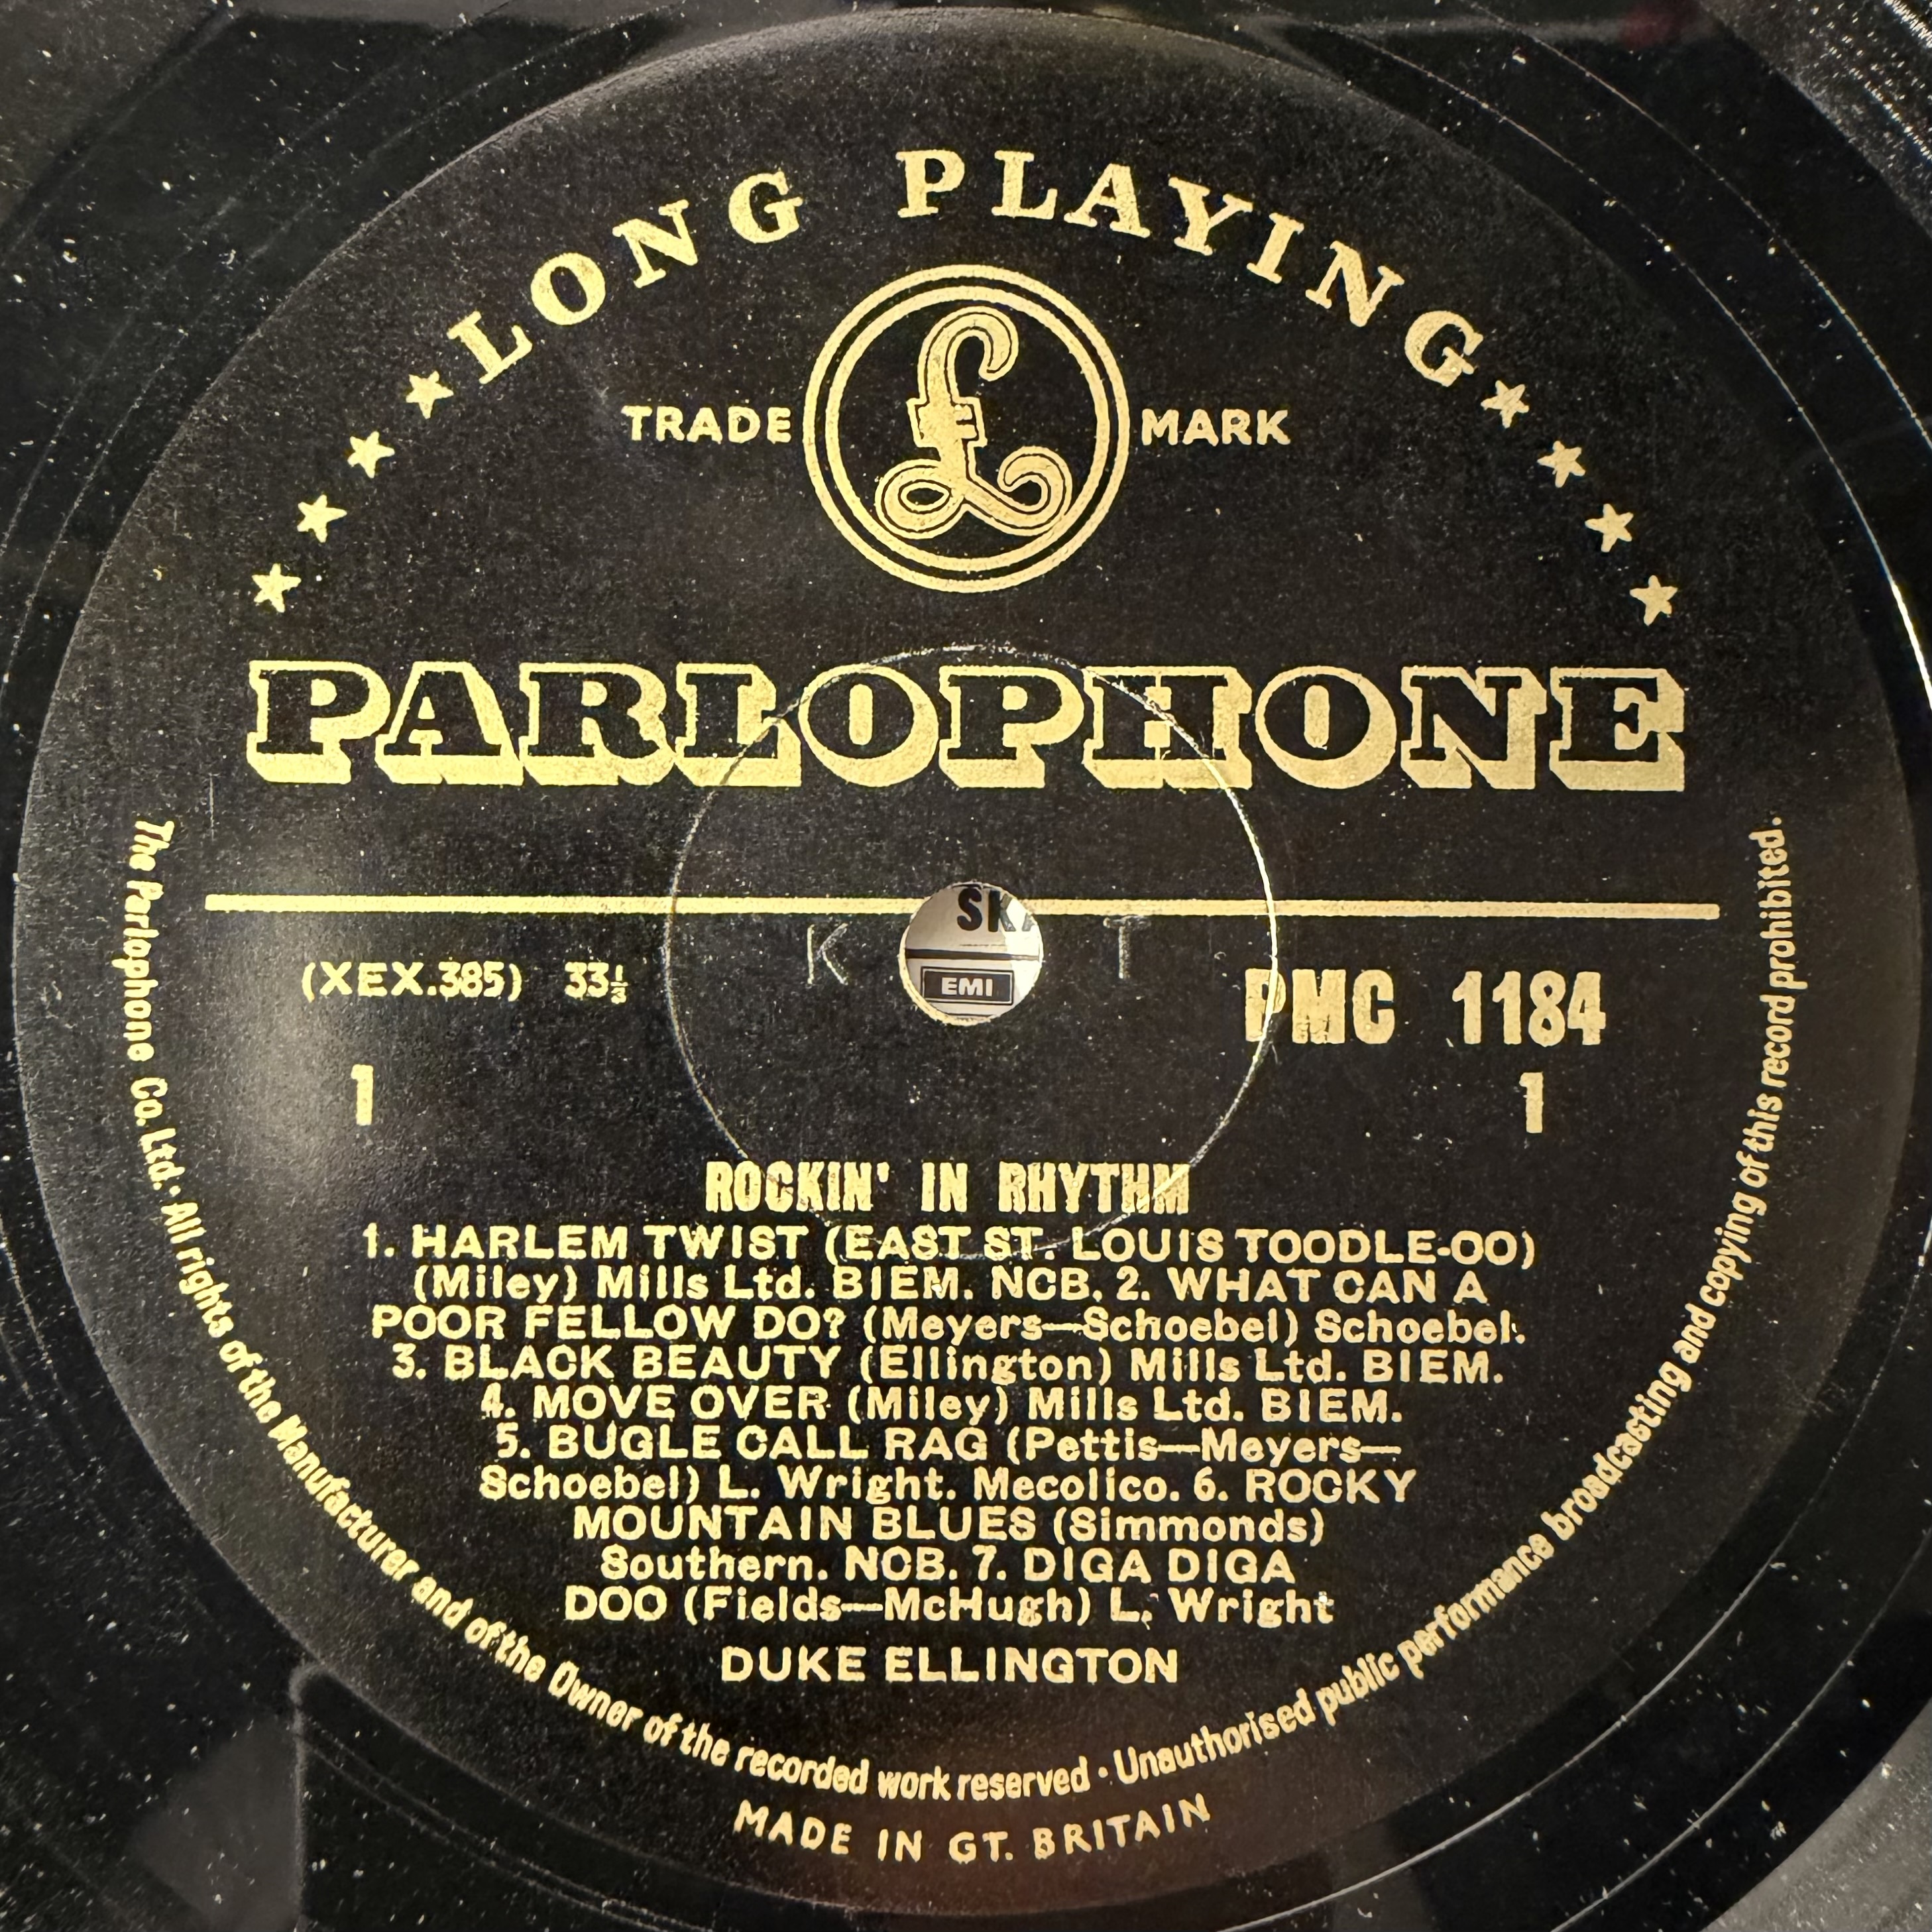 ★★★★LONG PLAYING★★★★
TRADE £ MARK
PARLOPHONE
SKA
EMI
K T
(XEX.385) 33⅓
PMC 1184
1
1
ROCKIN' IN RHYTHM
1. HARLEM TWIST (EAST ST. LOUIS TOODLE-OO)
(Miley) Mills Ltd. BIEM. NCB. 2. WHAT CAN A
POOR FELLOW DO? (Meyers—Schoebel) Schoebel.
3. BLACK BEAUTY (Ellington) Mills Ltd. BIEM.
4. MOVE OVER (Miley) Mills Ltd. BIEM.
5. BUGLE CALL RAG (Pettis—Meyers—
Schoebel) L. Wright. Mecolico. 6. ROCKY
MOUNTAIN BLUES (Simmonds)
Southern. NCB. 7. DIGA DIGA
DOO (Fields—McHugh) L. Wright
DUKE ELLINGTON
The Parlophone Co. Ltd · All rights of the Manufacturer and of the Owner of the recorded work reserved · Unauthorised public performance broadcasting and copying of this record prohibited.
MADE IN GT. BRITAIN